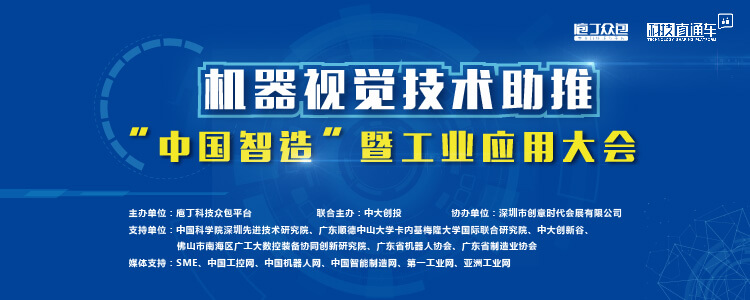 庖丁众包
科技直通车
TECHNOLOGY SHARING PLATFORM
机器视觉技术助推
“中国智造”暨工业应用大会
主办单位：庖丁科技众包平台 联合主办：中大创投 协办单位：深圳市创意时代会展有限公司
支持单位：中国科学院深圳先进技术研究院、广东顺德中山大学卡内基梅隆大学国际联合研究院、中大创新谷、
佛山市南海区广工大数控装备协同创新研究院、广东省机器人协会、广东省制造业协会
媒体支持：SME、中国工控网、中国机器人网、中国智能制造网、第一工业网、亚洲工业网